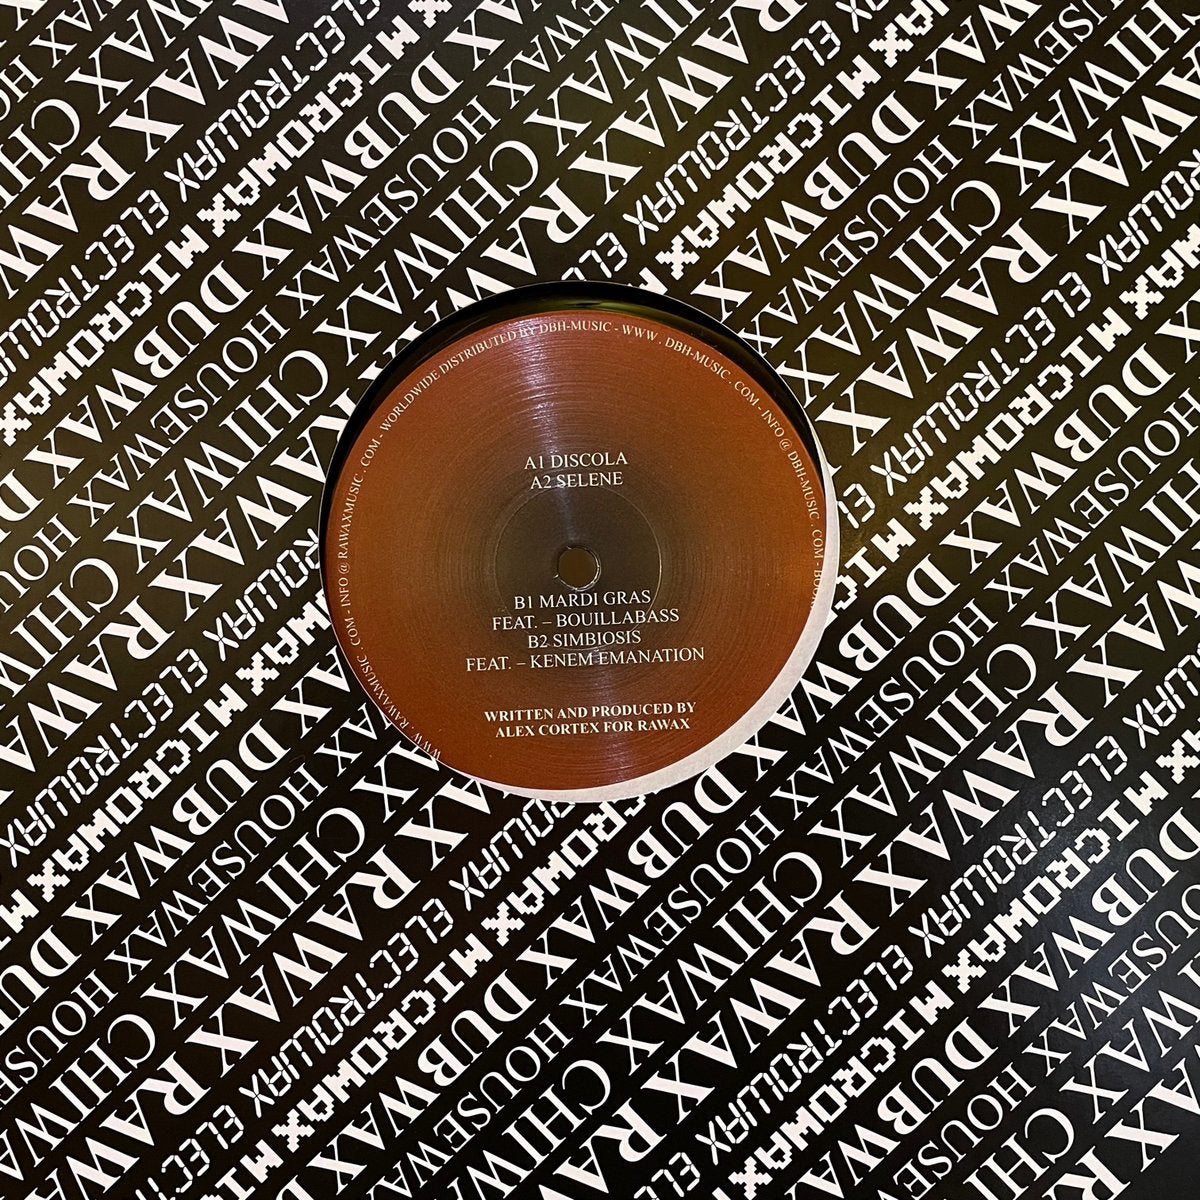 WWW . RAWAXMUSIC . COM - INFO @ RAWAXMUSIC . COM - WORLDWIDE DISTRIBUTED BY DBH-MUSIC - WWW . DBH-MUSIC . COM - INFO @ DBH-MUSIC . COM -
A1 DISCOLA
A2 SELENE
B1 MARDI GRAS
FEAT. – BOUILLABASS
B2 SIMBIOSIS
FEAT. – KENEM EMANATION
WRITTEN AND PRODUCED BY
ALEX CORTEX FOR RAWAX
RAWAX
CHIWAX
HOUSEWAX
DUBWAX
MICROWAX
ELECTROWAX